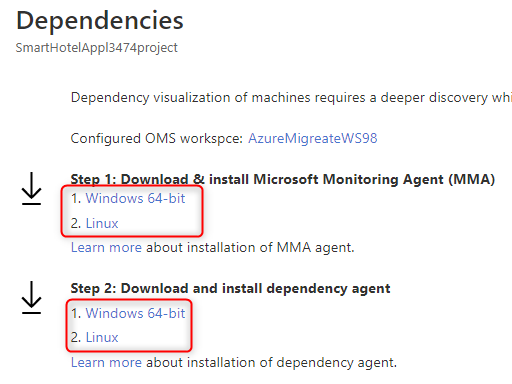 Dependencies
SmartHotelAppl3474project
Dependency visualization of machines requires a deeper discovery whi
Configured OMS workspce: AzureMigreateWS98
Step 1: Download & install Microsoft Monitoring Agent (MMA)
1. Windows 64-bit
2. Linux
Learn more about installation of MMA agent.
Step 2: Download and install dependency agent
1. Windows 64-bit
2. Linux
Learn more about installation of dependency agent.